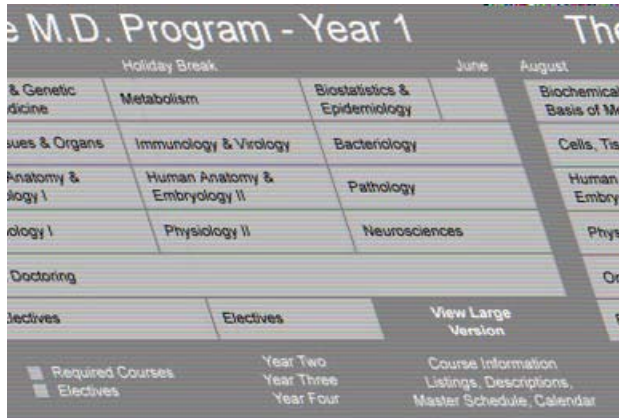 e M.D. Program - Year 1
The
Holiday Break
June
August
& Genetic
dicine
Metabolism
Biostatistics &
Epidemiology
Biochemical
Basis of Me
sues & Organs
Immunology & Virology
Bacteriology
Cells, Tis
Anatomy &
logy I
Human Anatomy &
Embryology II
Pathology
Human
Embry
ology I
Physiology II
Neurosciences
Phys
Doctoring
lectives
Electives
View Large
Version
Required Courses
Electives
Year Two
Year Three
Year Four
Course Information
Listings, Descriptions,
Master Schedule, Calendar